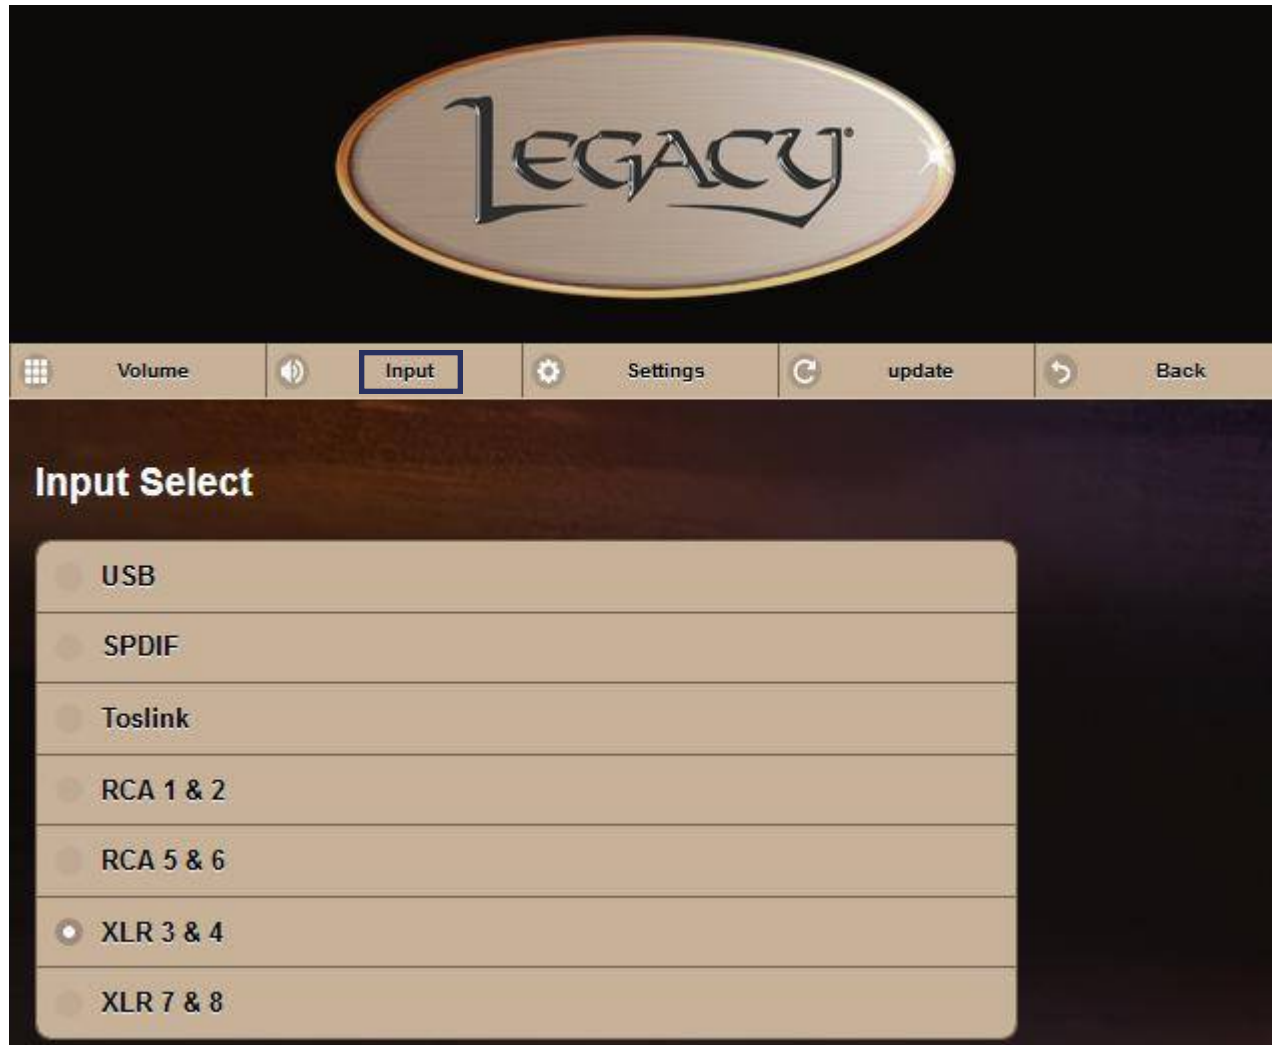 LEGACY®
Volume Input Settings update Back
Input Select
USB
SPDIF
Toslink
RCA 1 & 2
RCA 5 & 6
XLR 3 & 4
XLR 7 & 8